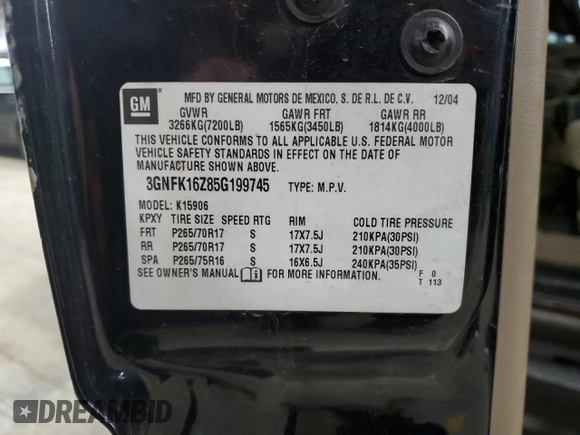 GM
MFD BY GENERAL MOTORS DE MEXICO, S. DE R.L. DE C.V. 12/04
GVWR GAWR FRT GAWR RR
3266KG(7200LB) 1565KG(3450LB) 1814KG(4000LB)
THIS VEHICLE CONFORMS TO ALL APPLICABLE U.S. FEDERAL MOTOR
VEHICLE SAFETY STANDARDS IN EFFECT ON THE DATE OF
MANUFACTURE SHOWN ABOVE.
3GNFK16Z85G199745 TYPE: M.P.V.
MODEL: K15906
KPXY TIRE SIZE SPEED RTG RIM COLD TIRE PRESSURE
FRT P265/70R17 S 17X7.5J 210KPA(30PSI)
RR P265/70R17 S 17X7.5J 210KPA(30PSI)
SPA P265/75R16 S 16X6.5J 240KPA(35PSI)
SEE OWNER'S MANUAL FOR MORE INFORMATION.
F 0
T 113
DREAMBID